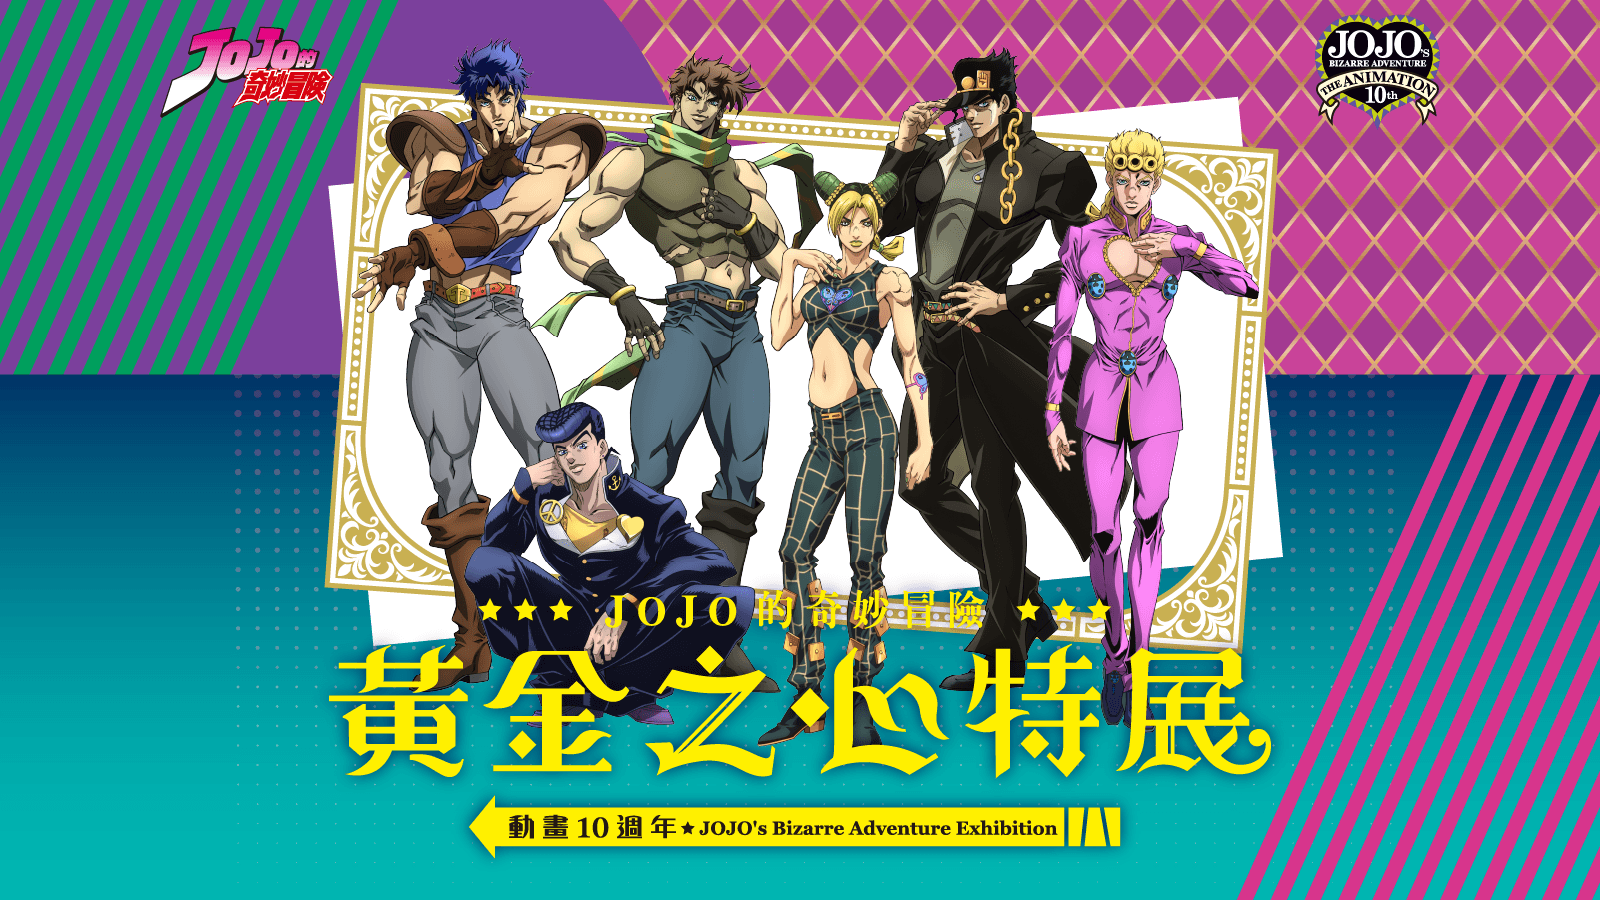 JOJO的
奇妙冒險
JOJO's
BIZARRE ADVENTURE
THE ANIMATION
10th
★★★ JOJO的奇妙冒險 ★★★
黃金之心特展
動畫10週年★JOJO's Bizarre Adventure Exhibition